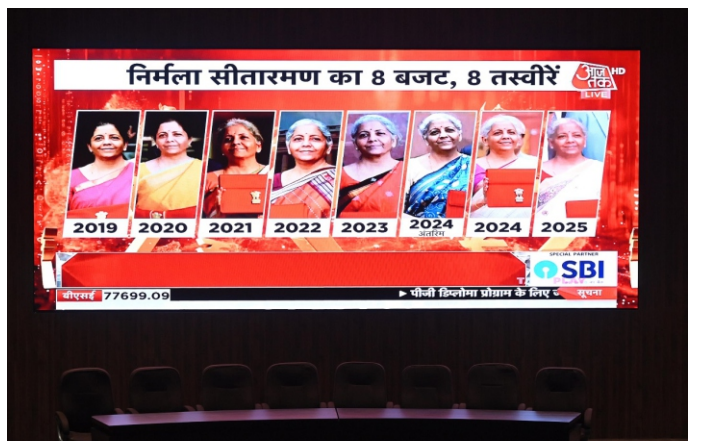 निर्मला सीतारमण का 8 बजट, 8 तस्वीरें
आज तक HD
LIVE
2019
2020
2021
2022
2023
2024
अंतरिम
2024
2025
SPECIAL PARTNER
SBI
बीएसई 77699.09
▶ पीजी डिप्लोमा प्रोग्राम के लिए
सूचना